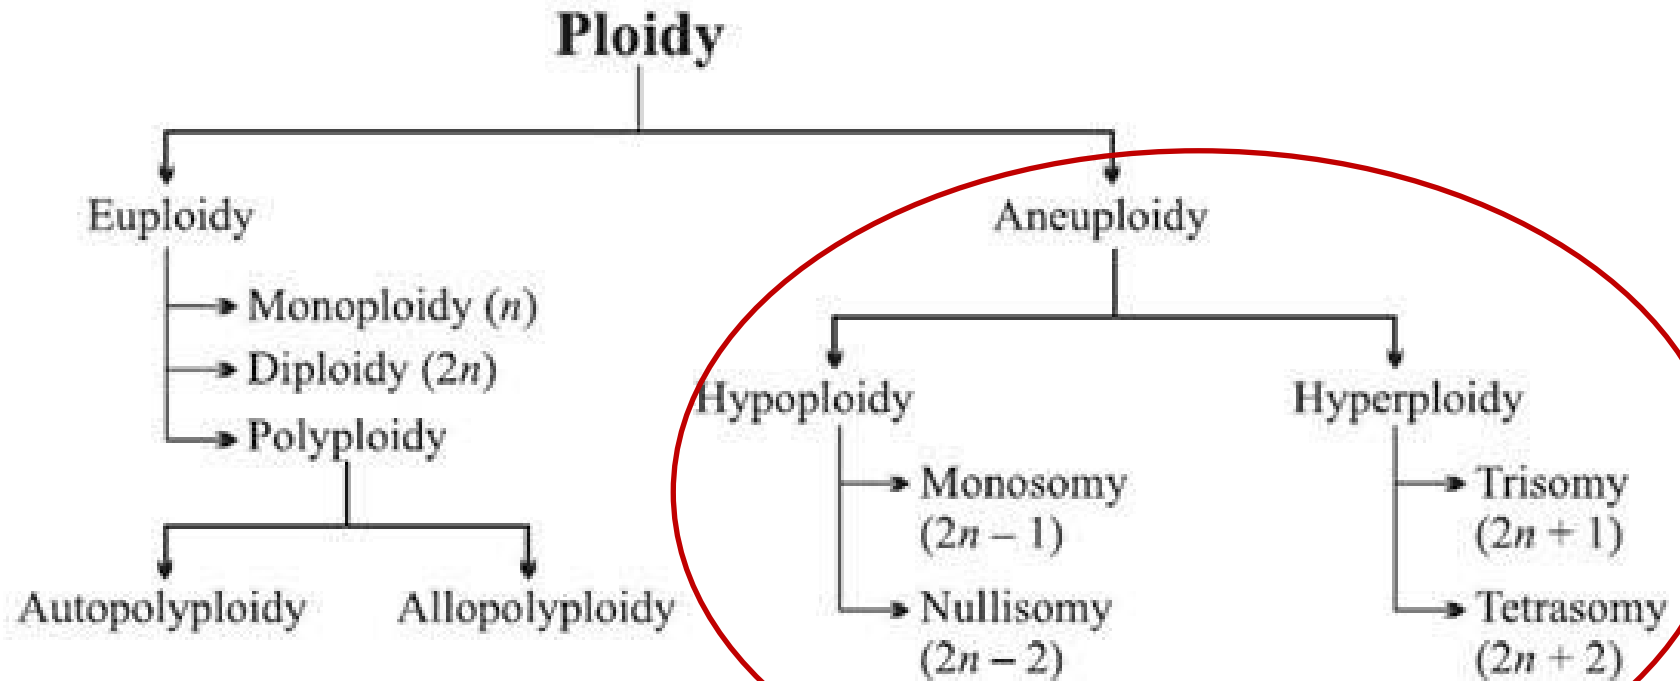 Ploidy
Euploidy
Monoploidy (n)
Diploidy (2n)
Polyploidy
Autopolyploidy
Allopolyploidy
Aneuploidy
Hypoploidy
Monosomy
(2n – 1)
Nullisomy
(2n – 2)
Hyperploidy
Trisomy
(2n + 1)
Tetrasomy
(2n + 2)